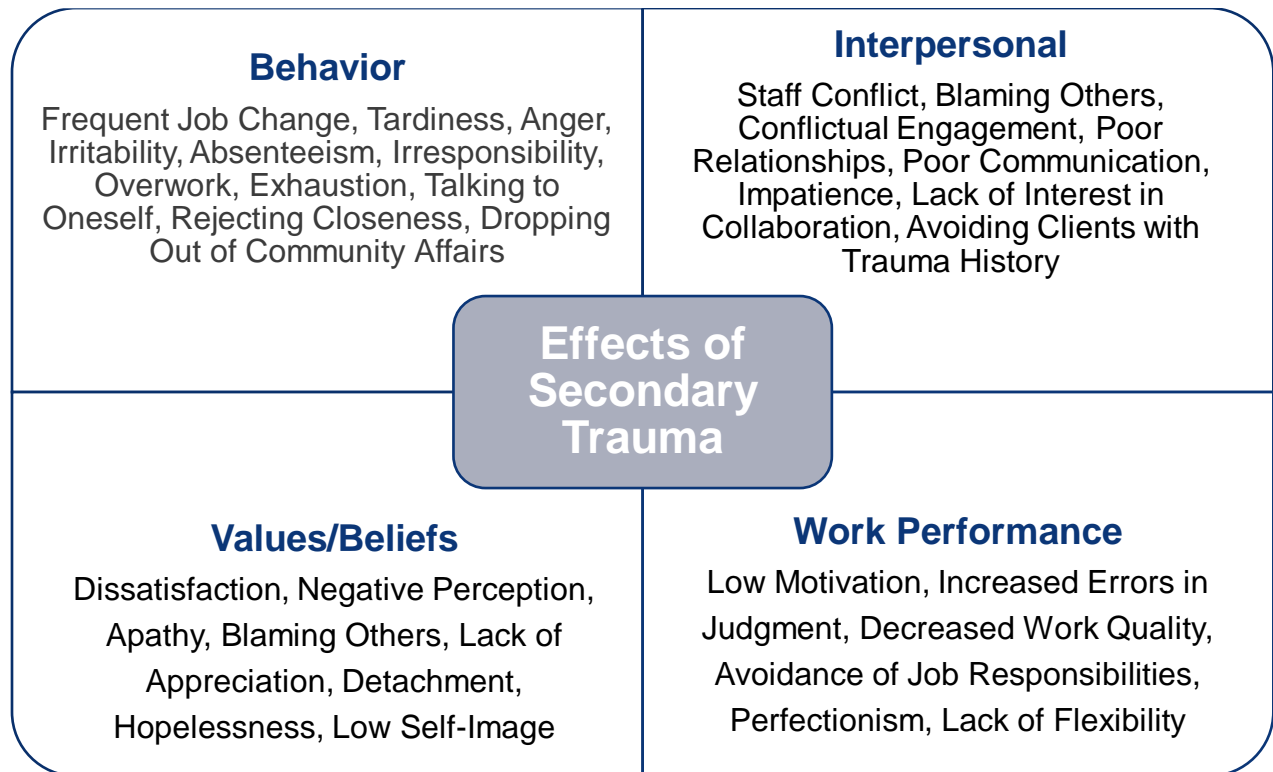 Behavior
Frequent Job Change, Tardiness, Anger,
Irritability, Absenteeism, Irresponsibility,
Overwork, Exhaustion, Talking to
Oneself, Rejecting Closeness, Dropping
Out of Community Affairs
Interpersonal
Staff Conflict, Blaming Others,
Conflictual Engagement, Poor
Relationships, Poor Communication,
Impatience, Lack of Interest in
Collaboration, Avoiding Clients with
Trauma History
Effects of
Secondary
Trauma
Values/Beliefs
Dissatisfaction, Negative Perception,
Apathy, Blaming Others, Lack of
Appreciation, Detachment,
Hopelessness, Low Self-Image
Work Performance
Low Motivation, Increased Errors in
Judgment, Decreased Work Quality,
Avoidance of Job Responsibilities,
Perfectionism, Lack of Flexibility